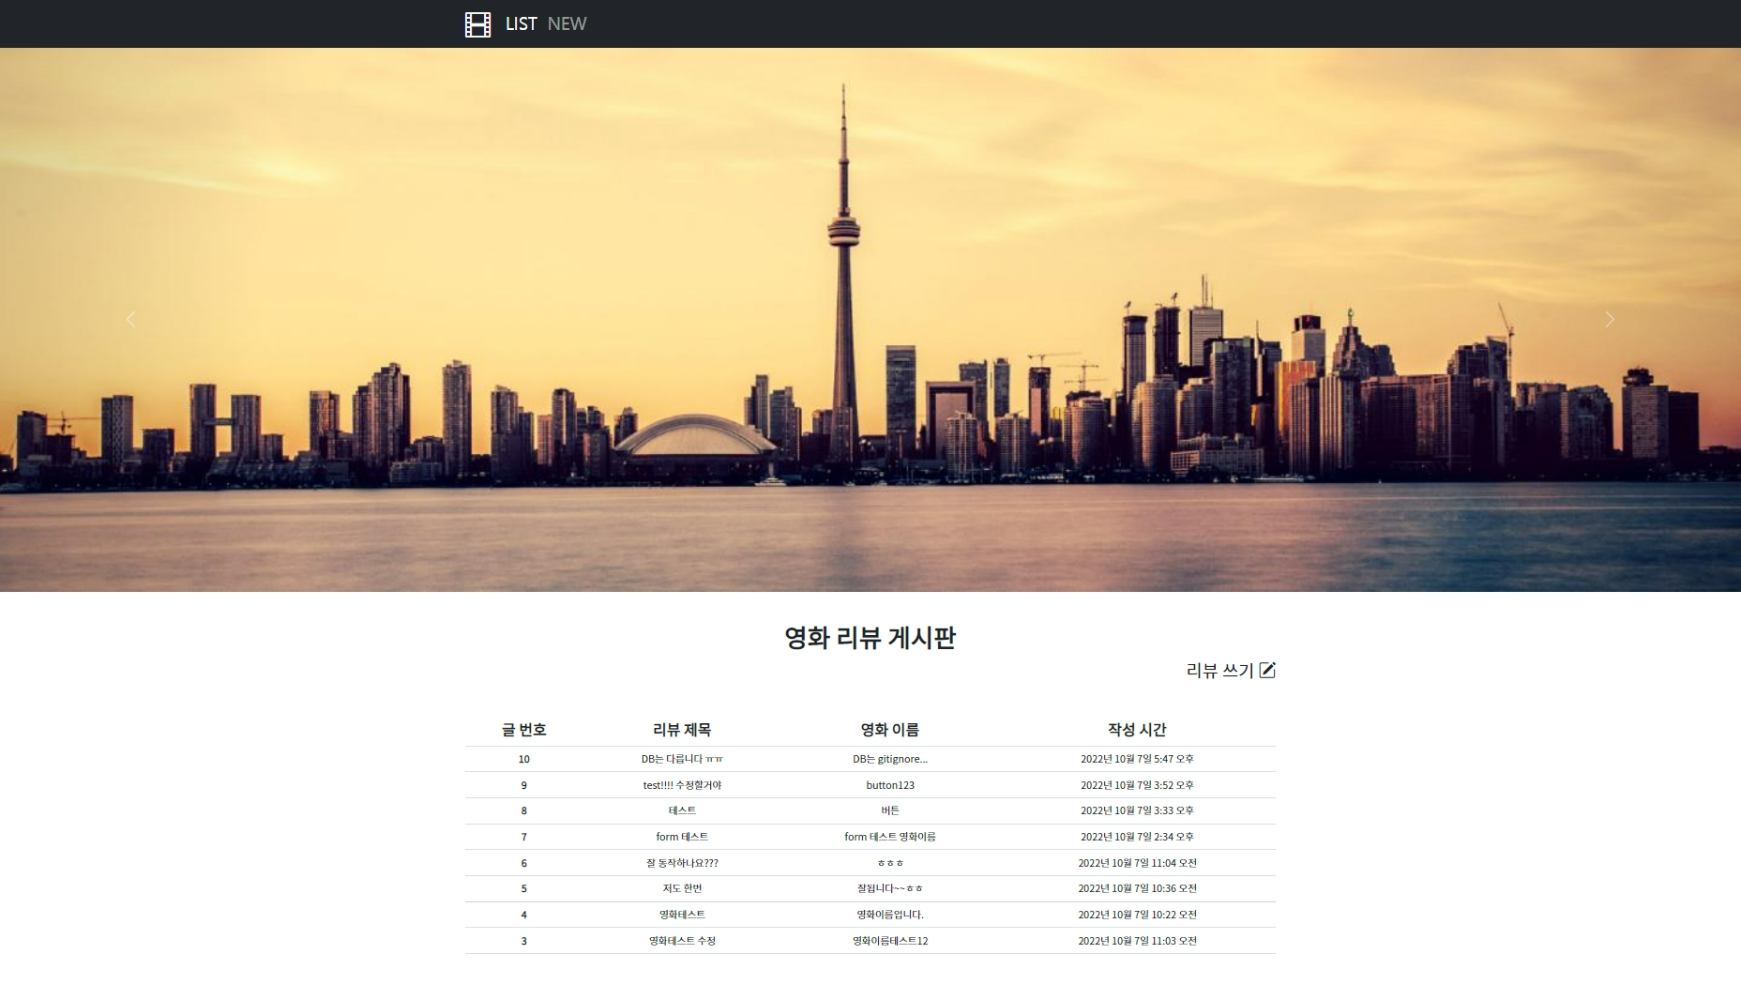 LIST NEW
영화 리뷰 게시판
리뷰 쓰기
글 번호 리뷰 제목 영화 이름 작성 시간
10 DB는 다릅니다 ㅠㅠ DB는 gitignore... 2022년 10월 7일 5:47 오후
9 test!!!! 수정할거야 button123 2022년 10월 7일 3:52 오후
8 테스트 버튼 2022년 10월 7일 3:33 오후
7 form 테스트 form 테스트 영화이름 2022년 10월 7일 2:34 오후
6 잘 동작하나요??? ㅎㅎㅎ 2022년 10월 7일 11:04 오전
5 저도 한번 잘됩니다~~ㅎㅎ 2022년 10월 7일 10:36 오전
4 영화테스트 영화이름입니다. 2022년 10월 7일 10:22 오전
3 영화테스트 수정 영화이름테스트12 2022년 10월 7일 11:03 오전